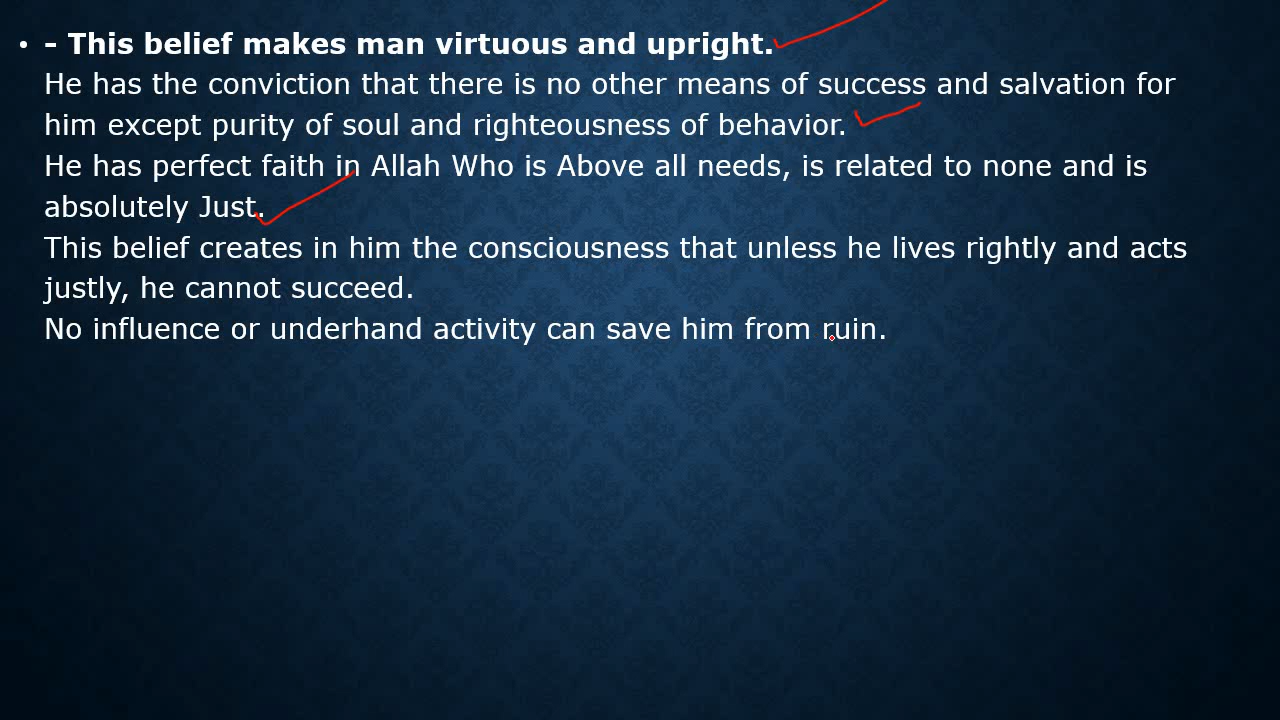 • - This belief makes man virtuous and upright.
He has the conviction that there is no other means of success and salvation for
him except purity of soul and righteousness of behavior.
He has perfect faith in Allah Who is Above all needs, is related to none and is
absolutely Just.
This belief creates in him the consciousness that unless he lives rightly and acts
justly, he cannot succeed.
No influence or underhand activity can save him from ruin.